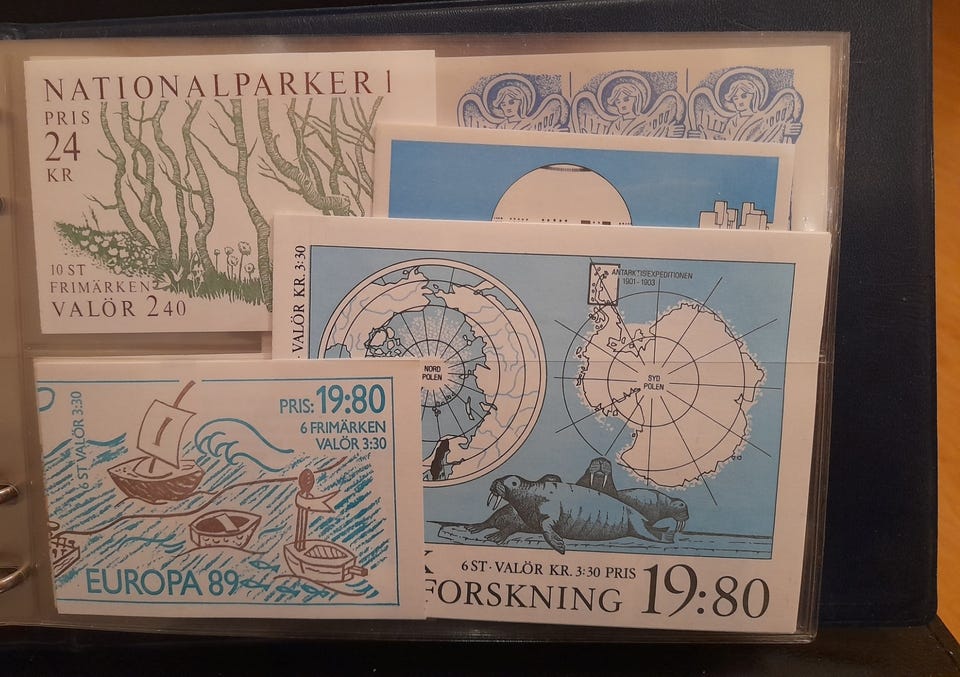 NATIONALPARKER I
PRIS
24
KR
10 ST
FRIMÄRKEN
VALÖR 2.40
VALÖR KR. 3:30
ANTARKTISEXPEDITIONEN
1901-1903
NORD
POLEN
SYD
POLEN
6 ST · VALÖR KR. 3:30 PRIS 19:80
FORSKNING
6 ST VALÖR 3:30
PRIS: 19:80
6 FRIMÄRKEN
VALÖR 3:30
EUROPA 89